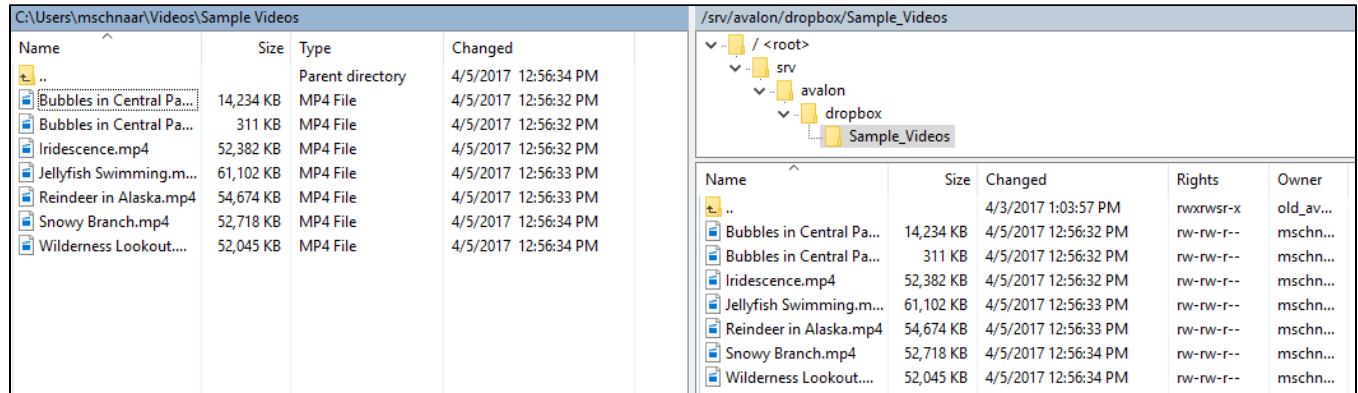 C:\Users\mschnaar\Videos\Sample Videos
Name Size Type Changed
.. Parent directory 4/5/2017 12:56:34 PM
Bubbles in Central Pa... 14,234 KB MP4 File 4/5/2017 12:56:32 PM
Bubbles in Central Pa... 311 KB MP4 File 4/5/2017 12:56:32 PM
Iridescence.mp4 52,382 KB MP4 File 4/5/2017 12:56:32 PM
Jellyfish Swimming.m... 61,102 KB MP4 File 4/5/2017 12:56:33 PM
Reindeer in Alaska.mp4 54,674 KB MP4 File 4/5/2017 12:56:33 PM
Snowy Branch.mp4 52,718 KB MP4 File 4/5/2017 12:56:34 PM
Wilderness Lookout.... 52,045 KB MP4 File 4/5/2017 12:56:34 PM
/srv/avalon/dropbox/Sample_Videos
/ <root>
srv
avalon
dropbox
Sample_Videos
Name Size Changed Rights Owner
.. 4/3/2017 1:03:57 PM rwxrwsr-x old_av...
Bubbles in Central Pa... 14,234 KB 4/5/2017 12:56:32 PM rw-rw-r-- mschn...
Bubbles in Central Pa... 311 KB 4/5/2017 12:56:32 PM rw-rw-r-- mschn...
Iridescence.mp4 52,382 KB 4/5/2017 12:56:32 PM rw-rw-r-- mschn...
Jellyfish Swimming.m... 61,102 KB 4/5/2017 12:56:33 PM rw-rw-r-- mschn...
Reindeer in Alaska.mp4 54,674 KB 4/5/2017 12:56:33 PM rw-rw-r-- mschn...
Snowy Branch.mp4 52,718 KB 4/5/2017 12:56:34 PM rw-rw-r-- mschn...
Wilderness Lookout.... 52,045 KB 4/5/2017 12:56:34 PM rw-rw-r-- mschn...